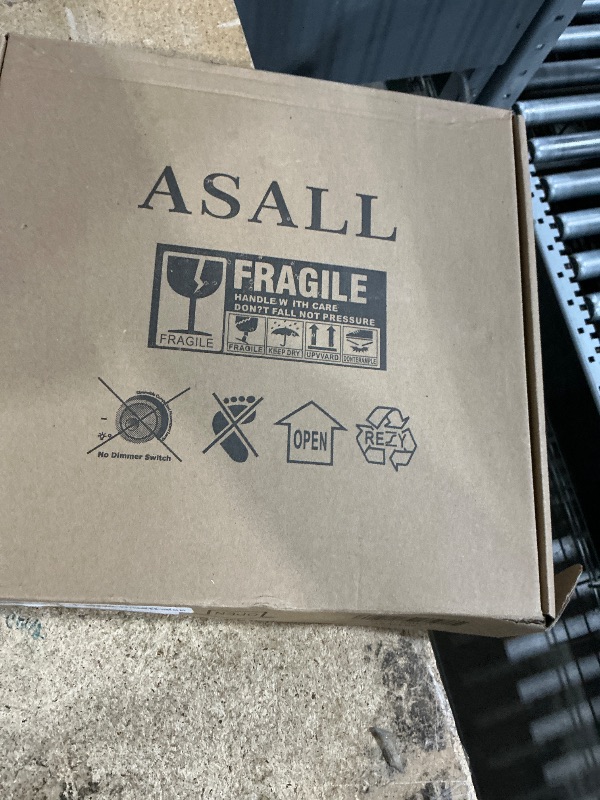 ASALL
FRAGILE
FRAGILE
HANDLE W ITH CARE
DON?T FALL NOT PRESSURE
FRAGILE
KEEP DRY
UPVVARD
No Dimmer Switch
OPEN
REZY